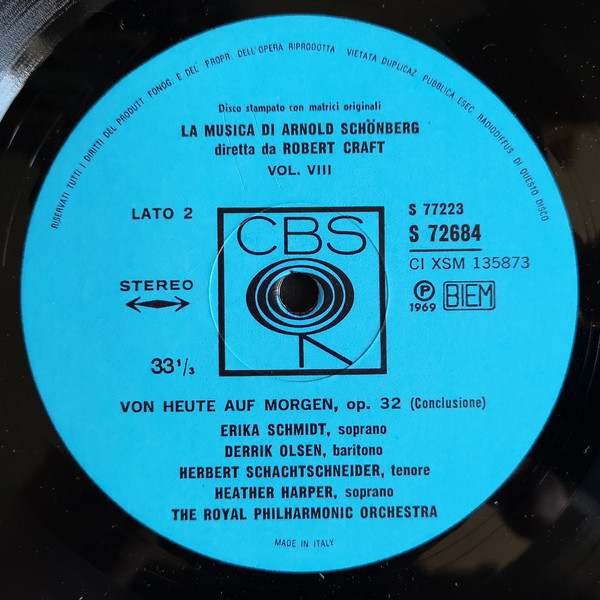 RISERVATI TUTTI I DIRITTI DEL PRODUTT. FONOG. E DEL PROPR. DELL'OPERA RIPRODOTTA VIETATA DUPLICAZ. PUBBLICA ESEC. RADIODIFFUS DI QUESTO DISCO
Disco stampato con matrici originali
LA MUSICA DI ARNOLD SCHÖNBERG
diretta da ROBERT CRAFT
VOL. VIII
LATO 2
S 77223
S 72684
CI XSM 135873
CBS
STEREO
P 1969 BIEM
33 1/3
VON HEUTE AUF MORGEN, op. 32 (Conclusione)
ERIKA SCHMIDT, soprano
DERRIK OLSEN, baritono
HERBERT SCHACHTSCHNEIDER, tenore
HEATHER HARPER, soprano
THE ROYAL PHILHARMONIC ORCHESTRA
MADE IN ITALY